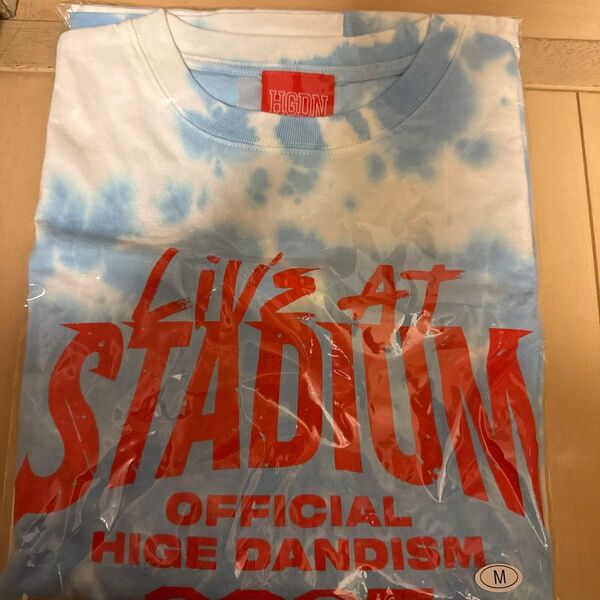 HGDN
LiVE AT
STADIUM
OFFICIAL
HIGE DANDISM
M